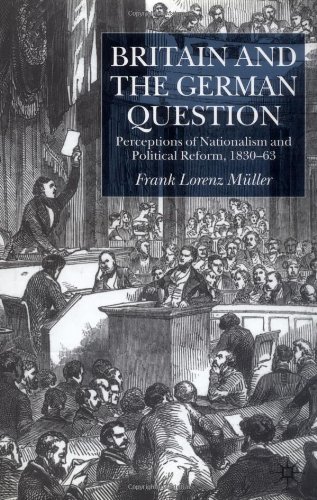 BRITAIN AND
THE GERMAN
QUESTION
Perceptions of Nationalism and
Political Reform, 1830–63
Frank Lorenz Müller